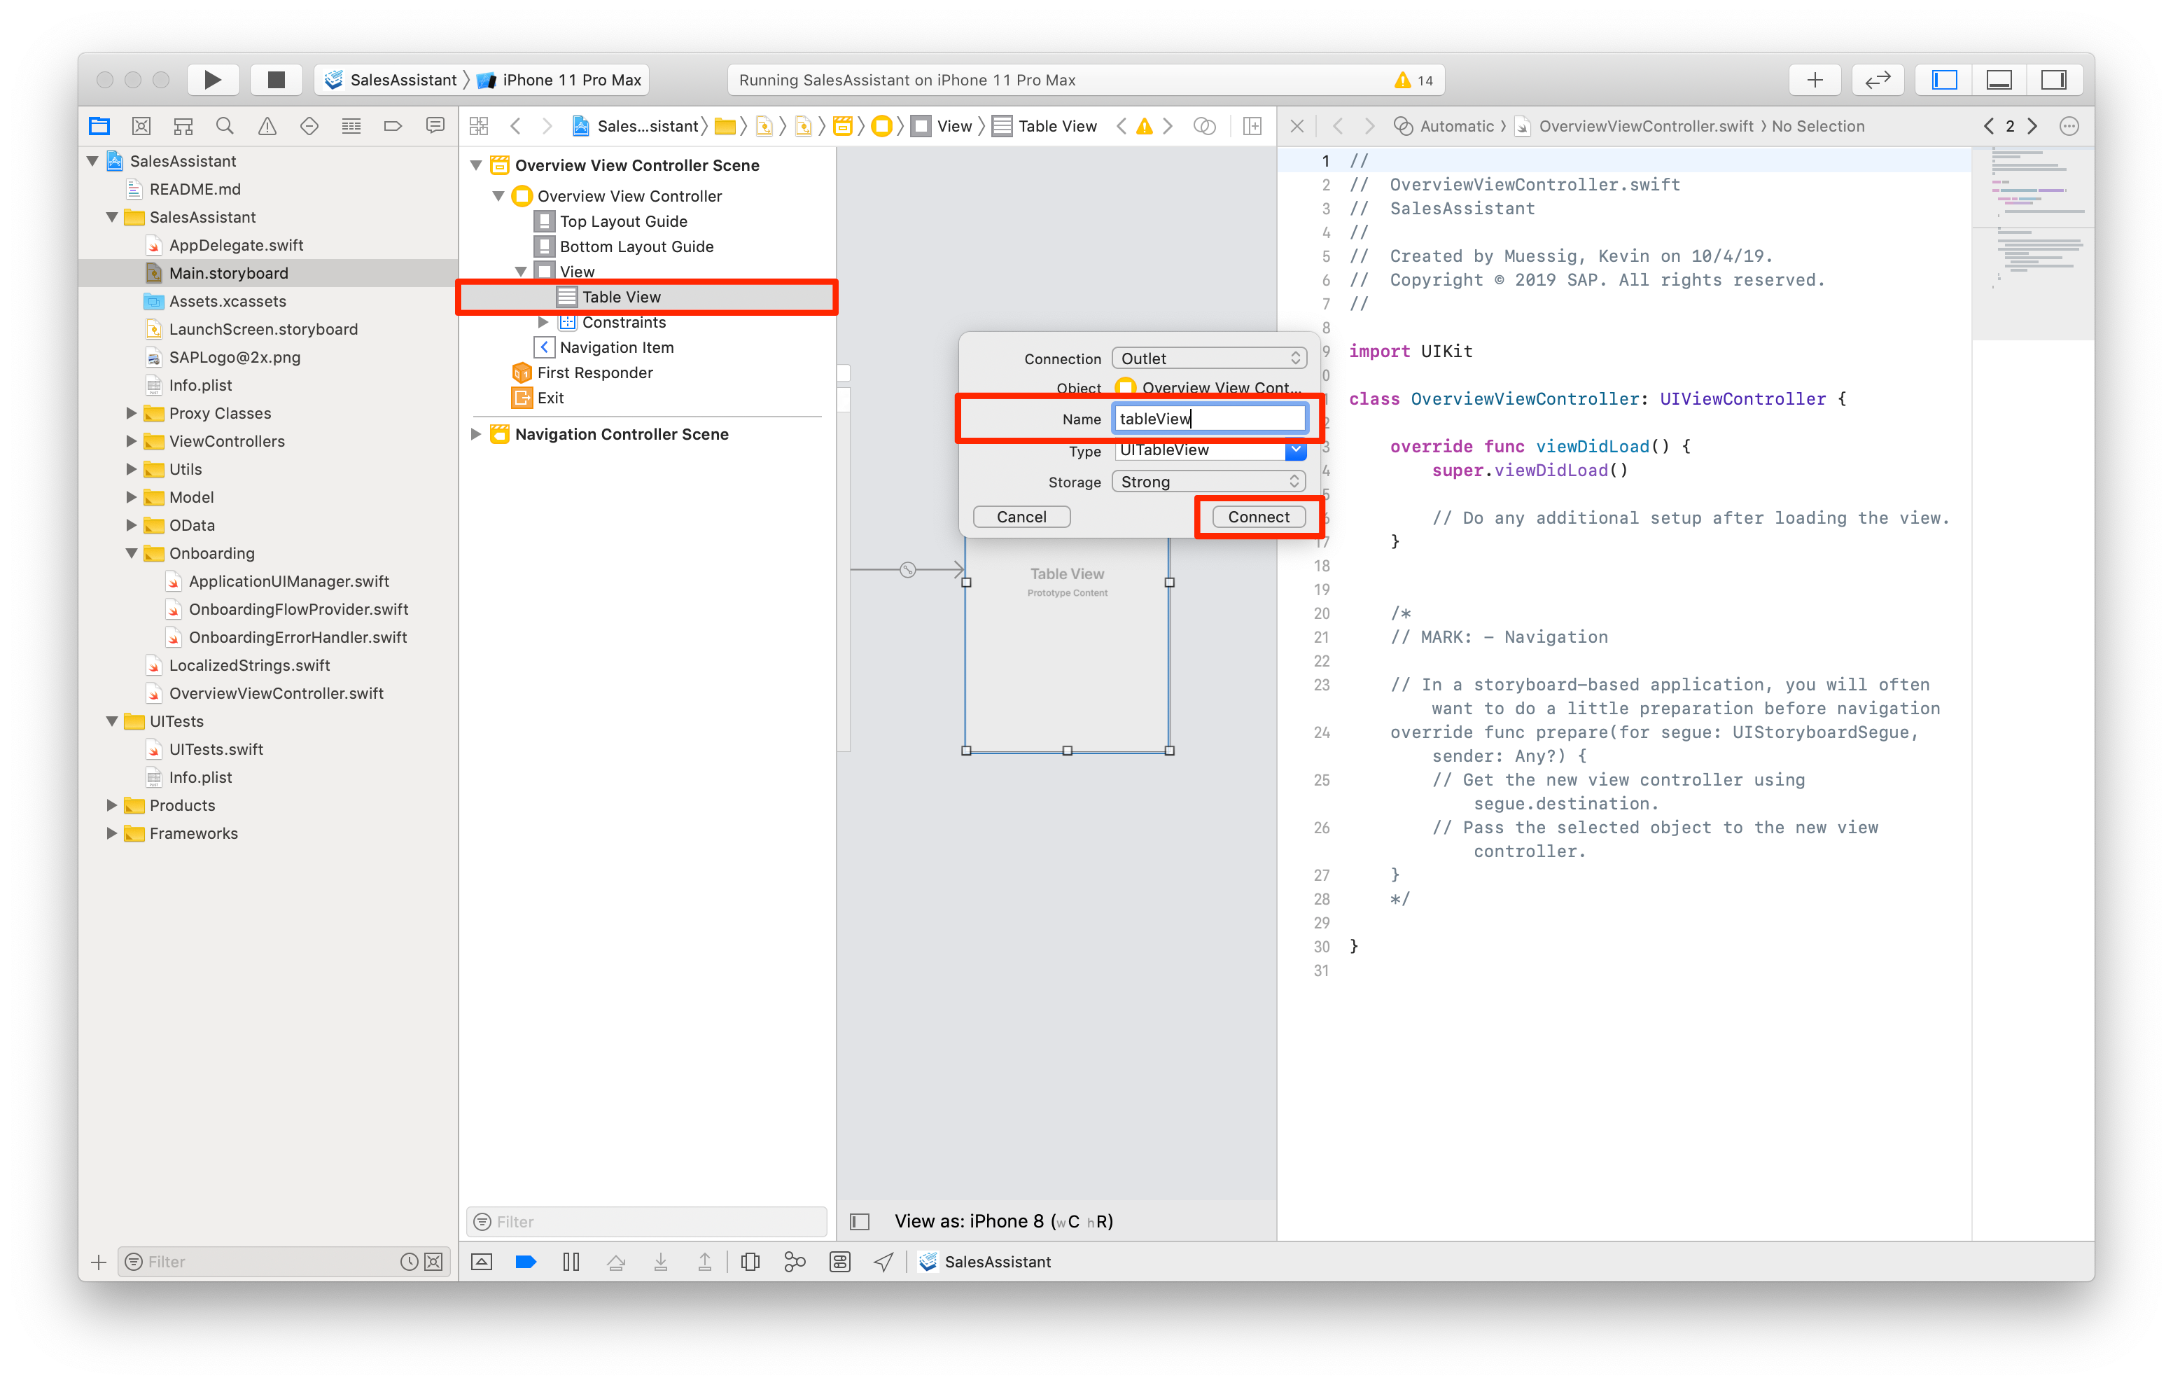 SalesAssistant
iPhone 11 Pro Max
Running SalesAssistant on iPhone 11 Pro Max
14
Sales...sistant
View
Table View
Automatic
OverviewViewController.swift
No Selection
2
SalesAssistant
README.md
SalesAssistant
AppDelegate.swift
Main.storyboard
Assets.xcassets
LaunchScreen.storyboard
SAPLogo@2x.png
Info.plist
Proxy Classes
ViewControllers
Utils
Model
OData
Onboarding
ApplicationUIManager.swift
OnboardingFlowProvider.swift
OnboardingErrorHandler.swift
LocalizedStrings.swift
OverviewViewController.swift
UITests
UITests.swift
Info.plist
Products
Frameworks
Filter
Overview View Controller Scene
Overview View Controller
Top Layout Guide
Bottom Layout Guide
View
Table View
Constraints
Navigation Item
First Responder
Exit
Navigation Controller Scene
Filter
Connection Outlet
Object Overview View Cont...
Name tableView
Type UITableView
Storage Strong
Cancel Connect
Table View
Prototype Content
View as: iPhone 8 (wC hR)
SalesAssistant
1 //
2 // OverviewViewController.swift
3 // SalesAssistant
4 //
5 // Created by Muessig, Kevin on 10/4/19.
6 // Copyright © 2019 SAP. All rights reserved.
7 //
8
9 import UIKit
0
1 class OverviewViewController: UIViewController {
2
3 override func viewDidLoad() {
4 super.viewDidLoad()
5
6 // Do any additional setup after loading the view.
17 }
18
19
20 /*
21 // MARK: - Navigation
22
23 // In a storyboard-based application, you will often
want to do a little preparation before navigation
24 override func prepare(for segue: UIStoryboardSegue,
sender: Any?) {
25 // Get the new view controller using
segue.destination.
26 // Pass the selected object to the new view
controller.
27 }
28 */
29
30 }
31